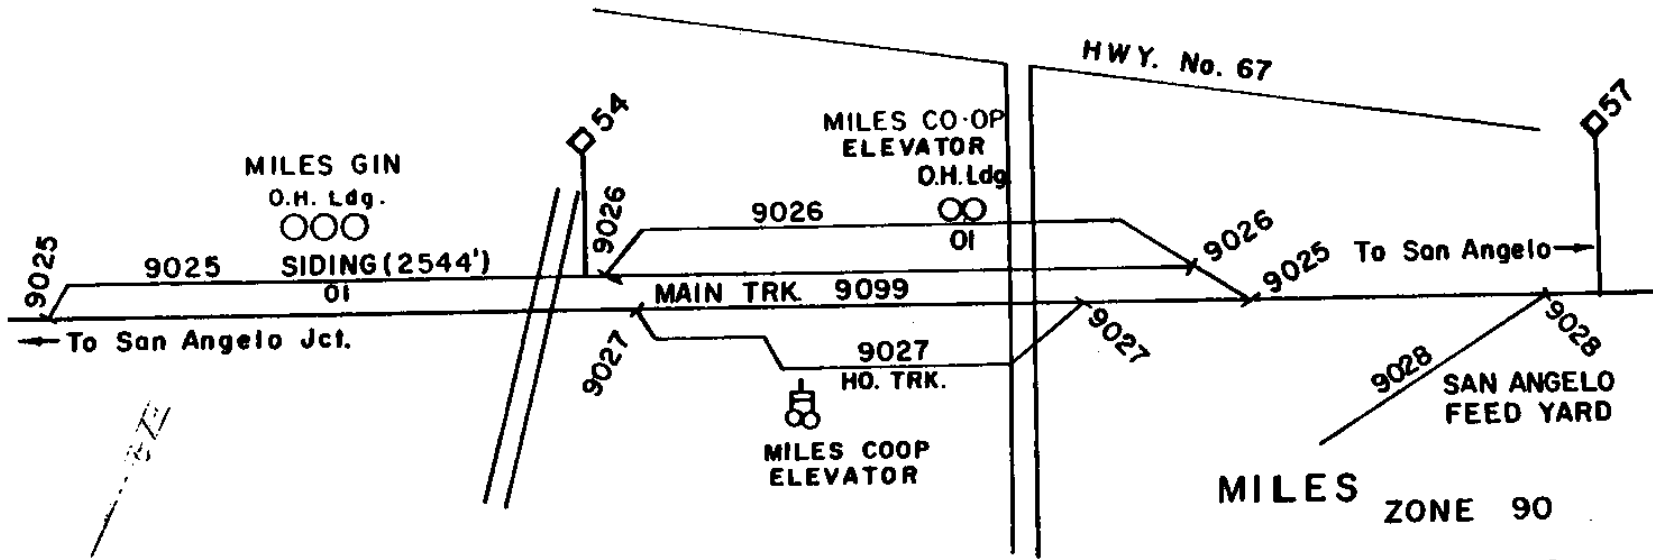 HWY. No. 67
54
57
MILES CO-OP
ELEVATOR
O.H. Ldg
MILES GIN
O.H. Ldg.
9026
9026
01
9026
9025
9025
SIDING (2544')
01
9025
To San Angelo
MAIN TRK. 9099
To San Angelo Jct.
9027
9027
HO. TRK.
9027
9028
9028
SAN ANGELO
FEED YARD
MILES COOP
ELEVATOR
MILES
ZONE 90